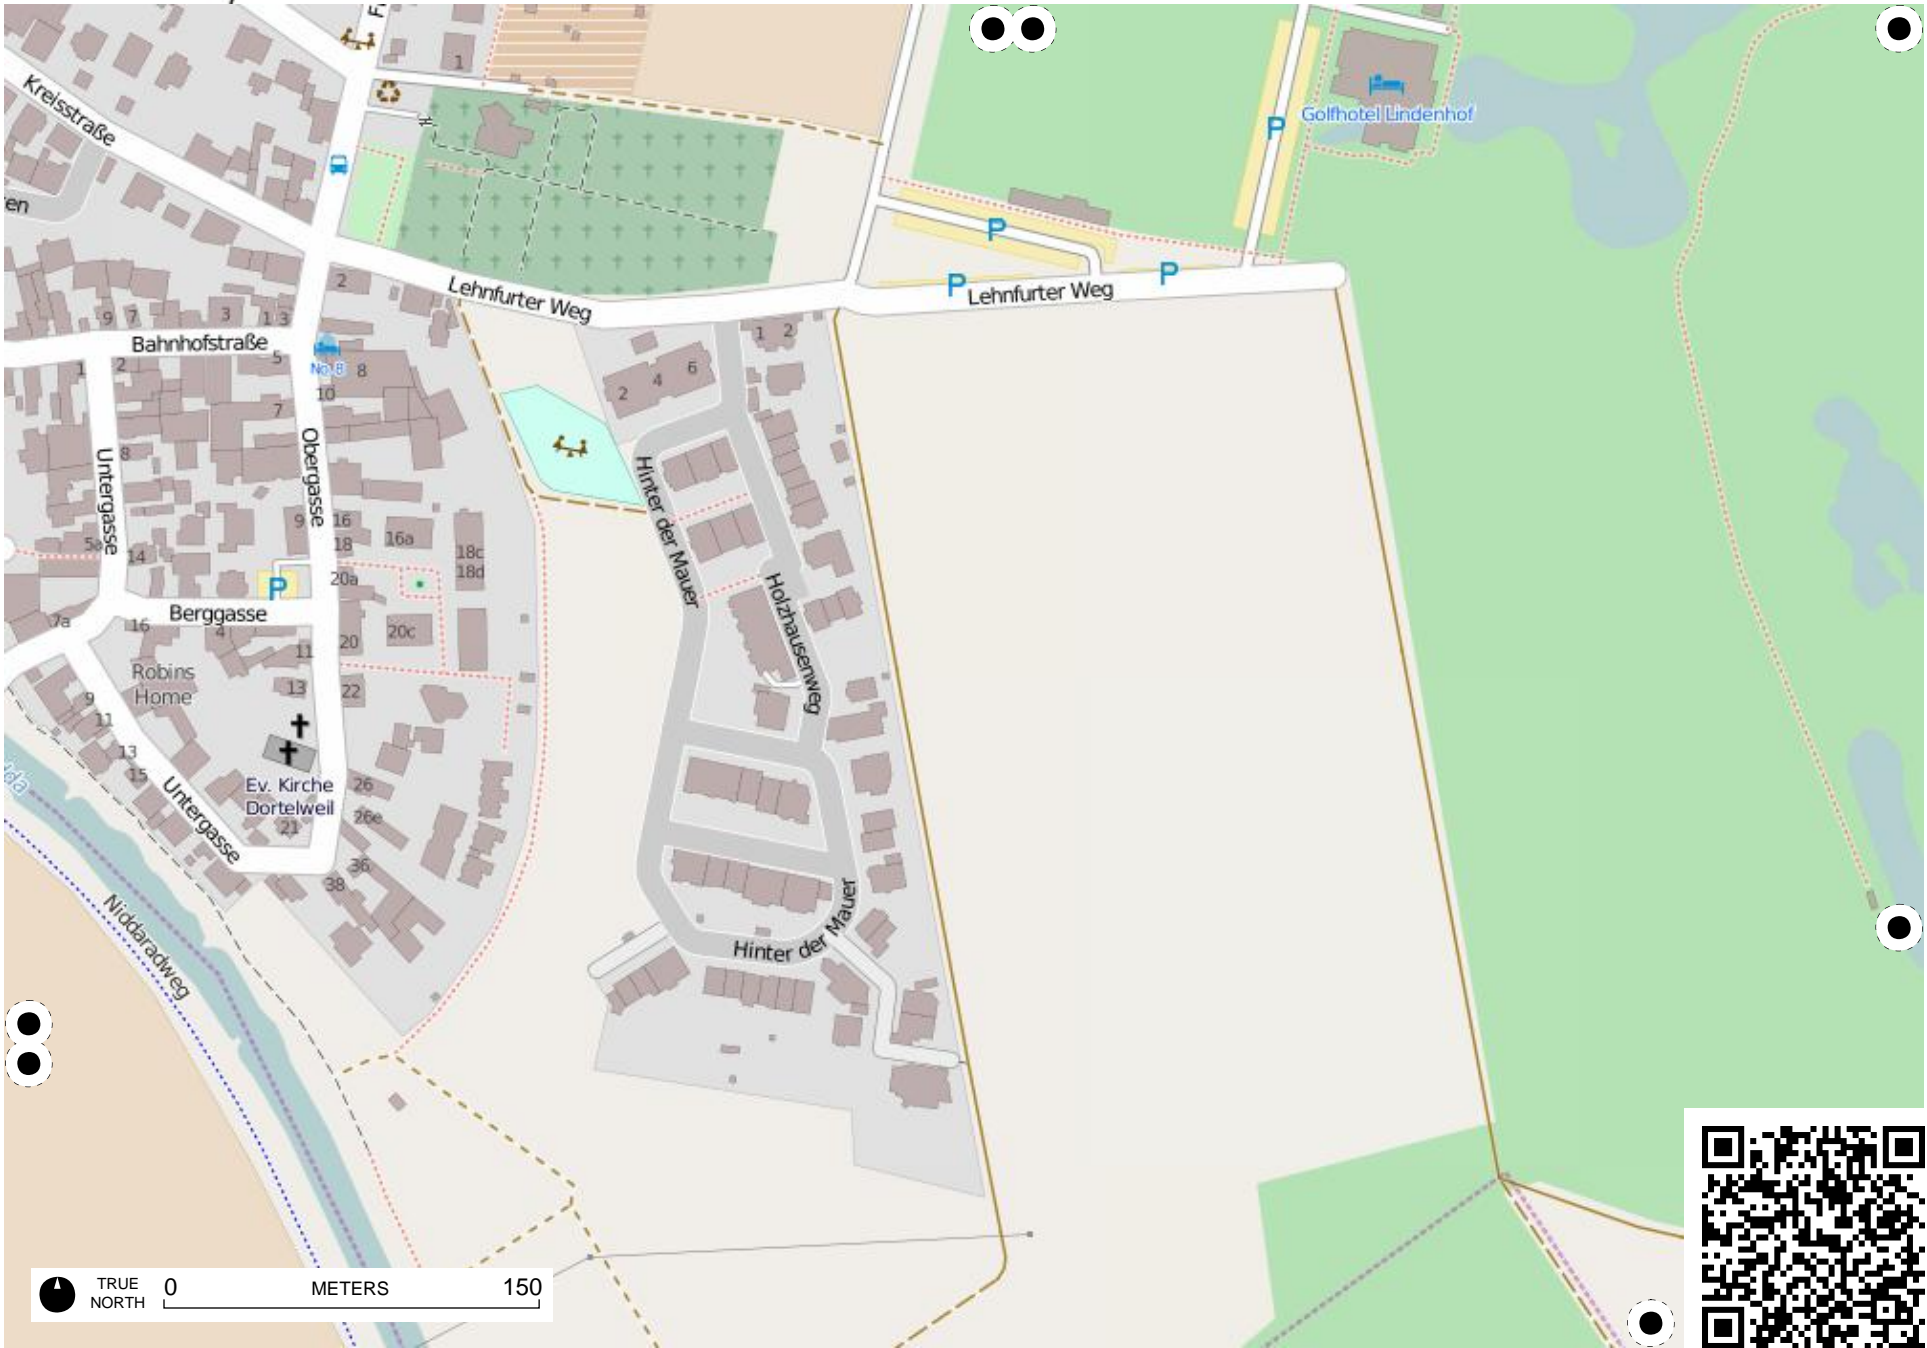 Kreisstraße
1
P
Golfhotel Lindenhof
en
P
P
P
2
Lehnfurter Weg
Lehnfurter Weg
9
7
3
1
3
Bahnhofstraße
1
2
5
No. 8
8
10
7
1
2
2
4
6
Untergasse
8
Obergasse
Hinter der Mauer
9
16
16a
18
18c
18d
5a
14
20a
P
Berggasse
Holzhausenweg
7a
16
4
20
20c
11
Robins
Home
9
13
22
11
13
15
Untergasse
Ev. Kirche
Dortelweil
26
26e
21
36
38
dda
Niddaradweg
Hinter der Mauer
TRUE
NORTH
0
METERS
150